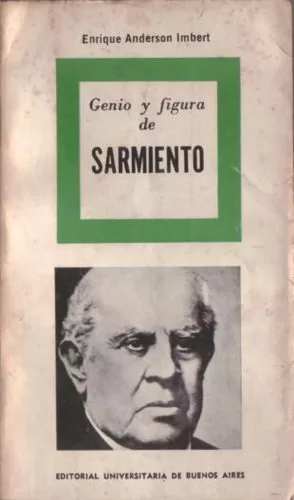 Enrique Anderson Imbert
Genio y figura
de
SARMIENTO
EDITORIAL UNIVERSITARIA DE BUENOS AIRES